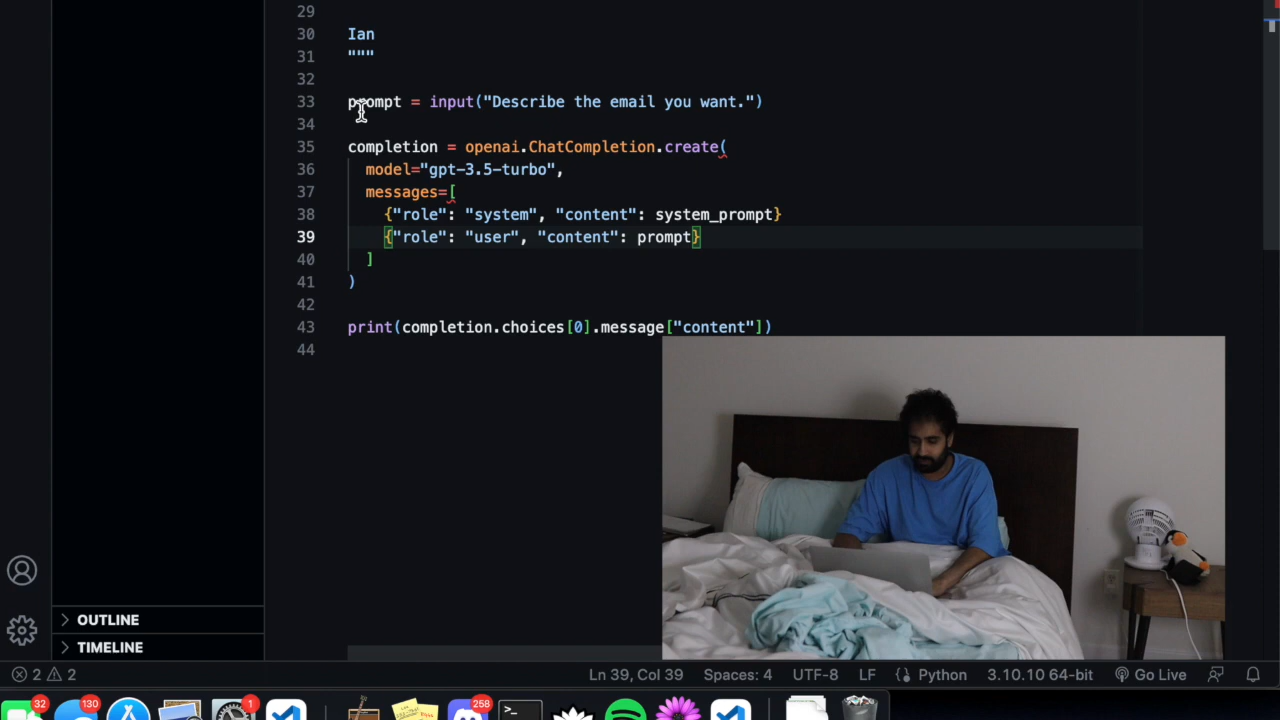 29
30 Ian
31 """
32
33 prompt = input("Describe the email you want.")
34
35 completion = openai.ChatCompletion.create(
36 model="gpt-3.5-turbo",
37 messages=[
38 {"role": "system", "content": system_prompt}
39 {"role": "user", "content": prompt}
40 ]
41 )
42
43 print(completion.choices[0].message["content"])
44
OUTLINE
TIMELINE
2 2 Ln 39, Col 39 Spaces: 4 UTF-8 LF Python 3.10.10 64-bit Go Live
32 130 1 258 >_